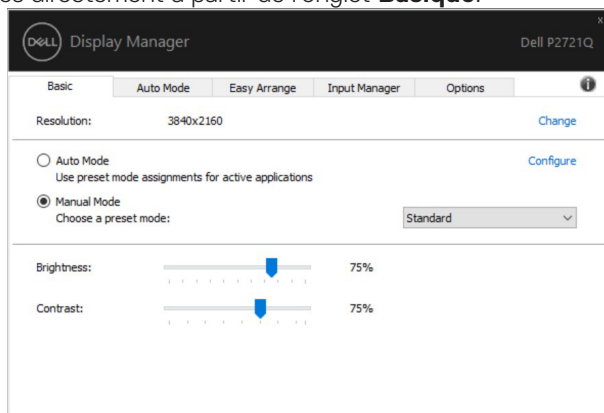 es directement à partir de l'onglet Basique.
DELL Display Manager
Dell P2721Q
Basic Auto Mode Easy Arrange Input Manager Options
Resolution: 3840x2160 Change
Auto Mode Configure
Use preset mode assignments for active applications
Manual Mode
Choose a preset mode: Standard
Brightness: 75%
Contrast: 75%